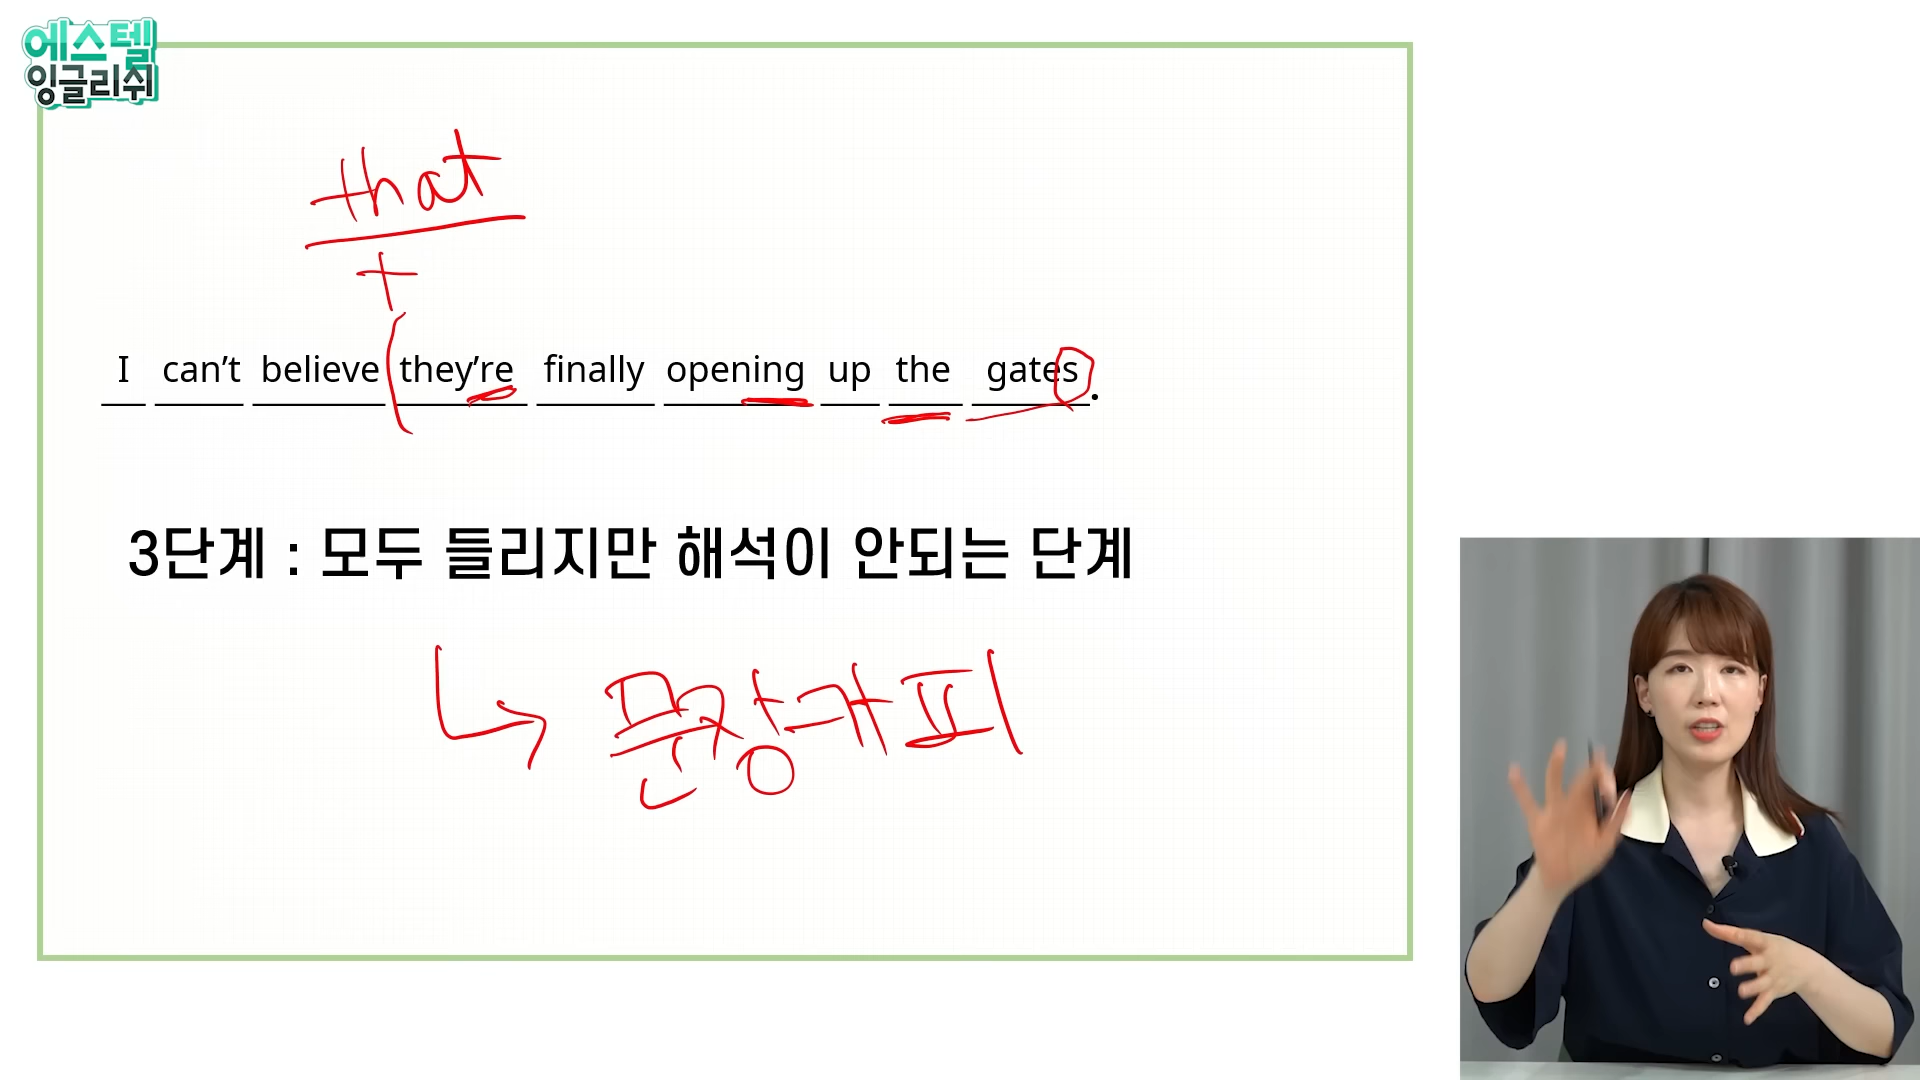 에스텔
잉글리쉬
that
+
I can't believe they're finally opening up the gates.
3단계 : 모두 들리지만 해석이 안되는 단계
문장카피